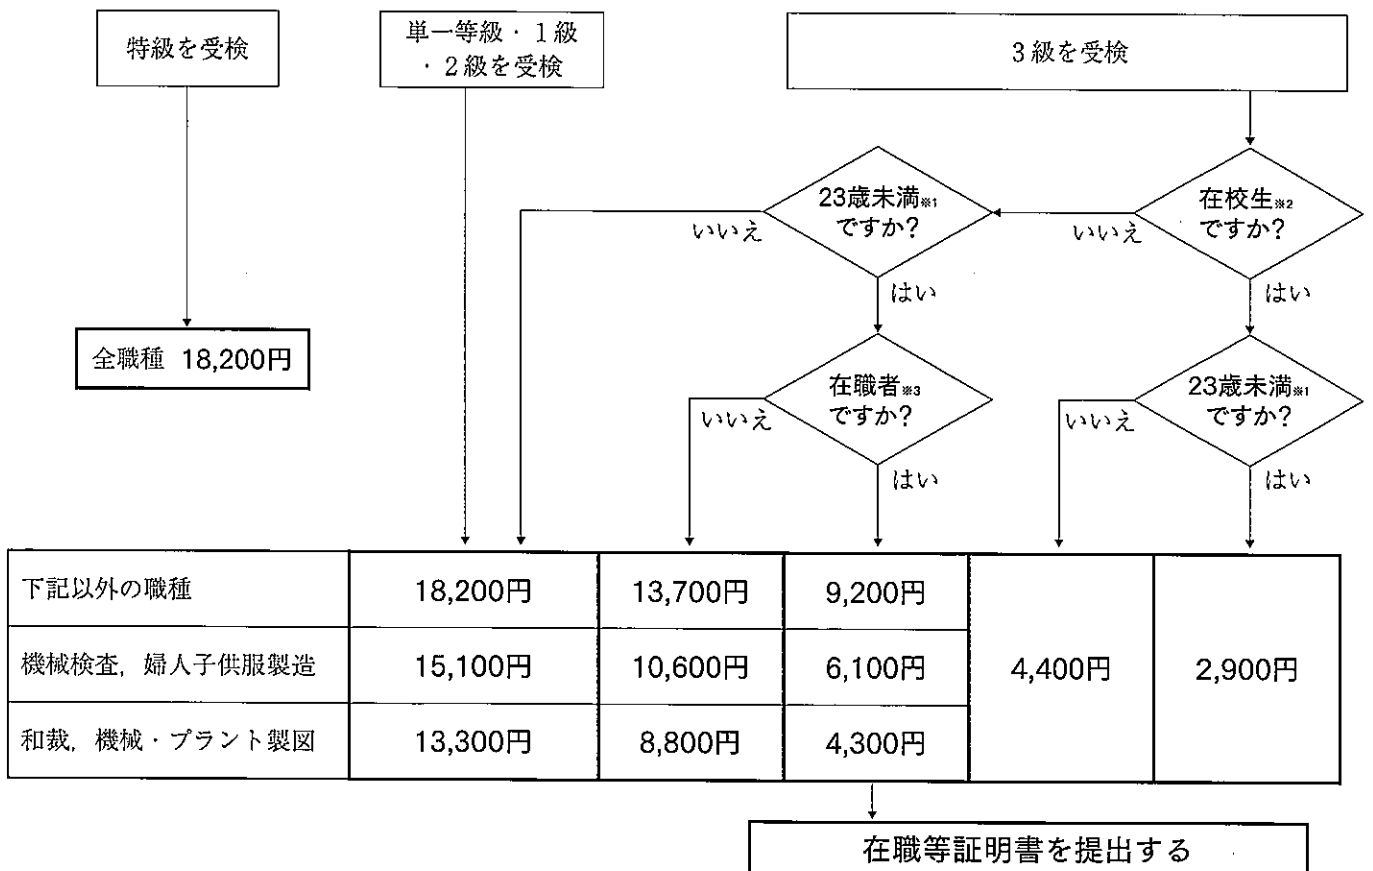 特級を受検
単一等級・1級
・2級を受検
3級を受検
23歳未満※1
ですか?
在校生※2
ですか?
いいえ
いいえ
はい
はい
全職種 18,200円
在職者※3
ですか?
23歳未満※1
ですか?
いいえ
いいえ
はい
はい
下記以外の職種 18,200円 13,700円 9,200円
機械検査，婦人子供服製造 15,100円 10,600円 6,100円 4,400円 2,900円
和裁，機械・プラント製図 13,300円 8,800円 4,300円
在職等証明書を提出する